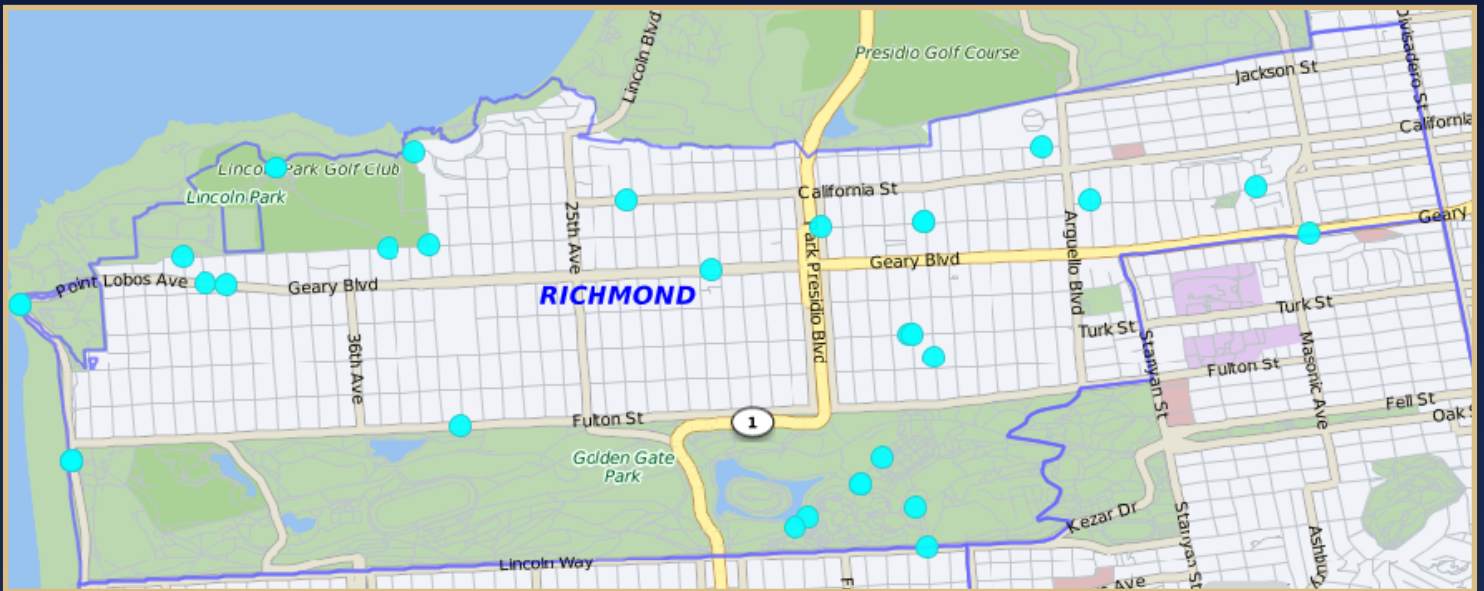 Lincoln Blvd
Presidio Golf Course
Divisadero St
Jackson St
California
Lincoln Park Golf Club
Lincoln Park
California St
25th Ave
Park Presidio Blvd
Arguello Blvd
Geary
Point Lobos Ave
Geary Blvd
Geary Blvd
RICHMOND
Turk St
Turk St
36th Ave
Stanyan St
Masonic Ave
Fulton St
Fell St
Oak
Fulton St
1
Golden Gate
Park
Kezar Dr
Stanyan St
Ashbury
Lincoln Way
Ave